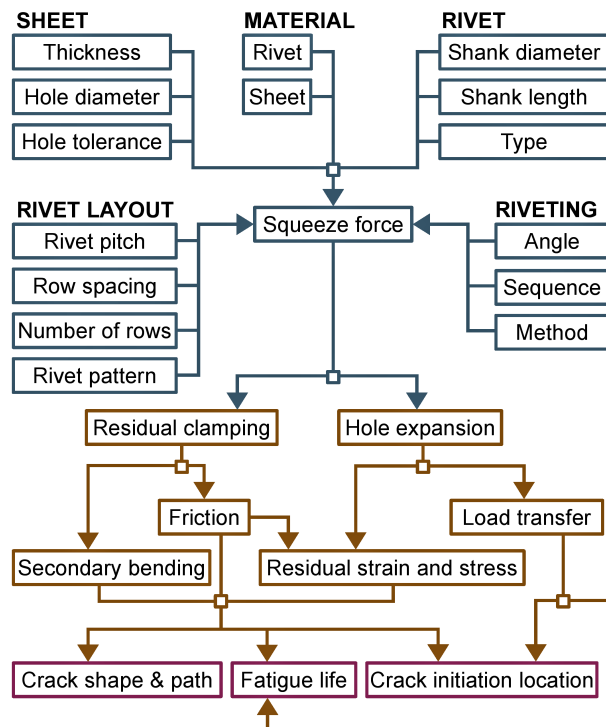 SHEET
MATERIAL
RIVET
Thickness
Rivet
Shank diameter
Hole diameter
Sheet
Shank length
Hole tolerance
Type
RIVET LAYOUT
Squeeze force
RIVETING
Rivet pitch
Angle
Row spacing
Sequence
Number of rows
Method
Rivet pattern
Residual clamping
Hole expansion
Friction
Load transfer
Secondary bending
Residual strain and stress
Crack shape & path
Fatigue life
Crack initiation location